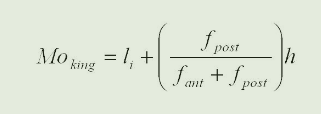 Mo_king = l_i + ( f_post / ( f_ant + f_post ) ) h